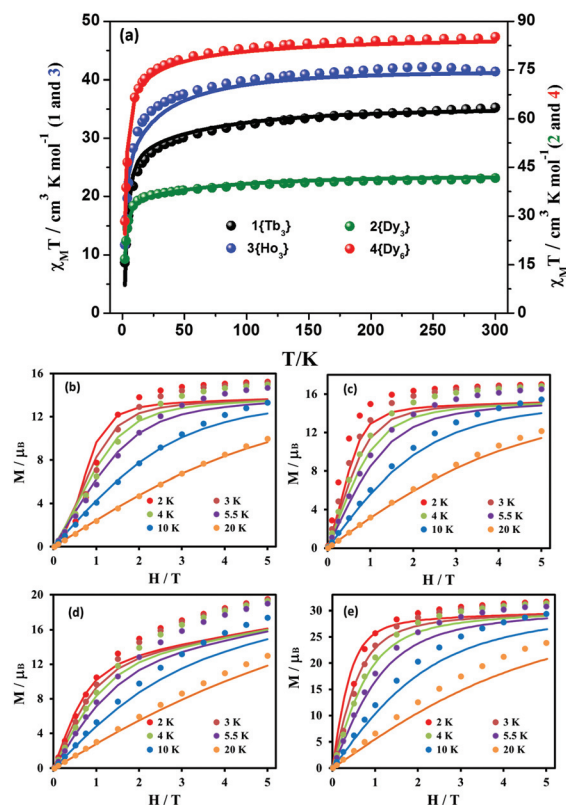 (a)
χ_M T / cm³ K mol⁻¹ (1 and 3)
χ_M T / cm³ K mol⁻¹ (2 and 4)
50
40
30
20
10
0
90
75
60
45
30
15
0
1{Tb₃} 2{Dy₃}
3{Ho₃} 4{Dy₆}
0 50 100 150 200 250 300
T/K
(b)
M / μ_B
16
12
8
4
0
2 K 3 K
4 K 5.5 K
10 K 20 K
0 1 2 3 4 5
H / T
(c)
M / μ_B
16
12
8
4
0
2 K 3 K
4 K 5.5 K
10 K 20 K
0 1 2 3 4 5
H / T
(d)
M / μ_B
20
16
12
8
4
0
2 K 3 K
4 K 5.5 K
10 K 20 K
0 1 2 3 4 5
H / T
(e)
M / μ_B
30
25
20
15
10
5
0
2 K 3 K
4 K 5.5 K
10 K 20 K
0 1 2 3 4 5
H / T